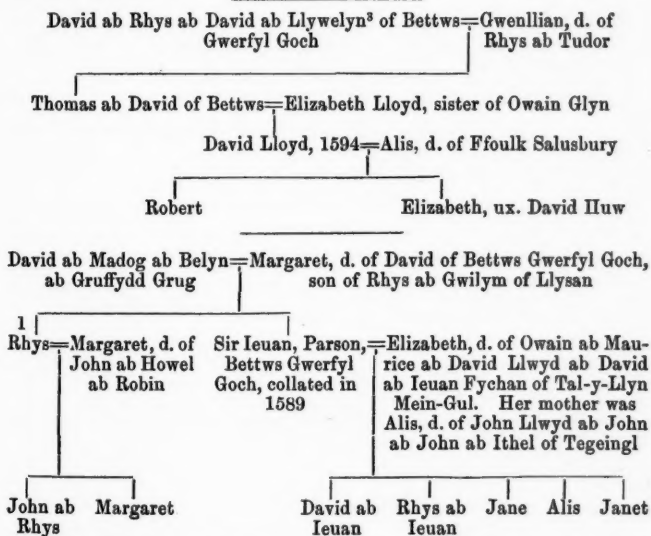 David ab Rhys ab David ab Llywelyn³ of Bettws=Gwenllian, d. of
Gwerfyl Goch Rhys ab Tudor
Thomas ab David of Bettws=Elizabeth Lloyd, sister of Owain Glyn
David Lloyd, 1594=Alis, d. of Ffoulk Salusbury
Robert Elizabeth, ux. David Huw
David ab Madog ab Belyn=Margaret, d. of David of Bettws Gwerfyl Goch,
ab Gruffydd Grug son of Rhys ab Gwilym of Llysan
1
Rhys=Margaret, d. of Sir Ieuan, Parson,=Elizabeth, d. of Owain ab Mau-
John ab Howel Bettws Gwerfyl rice ab David Llwyd ab David
ab Robin Goch, collated in ab Ieuan Fychan of Tal-y-Llyn
1589 Mein-Gul. Her mother was
Alis, d. of John Llwyd ab John
ab John ab Ithel of Tegeingl
John ab Margaret David ab Rhys ab Jane Alis Janet
Rhys Ieuan Ieuan